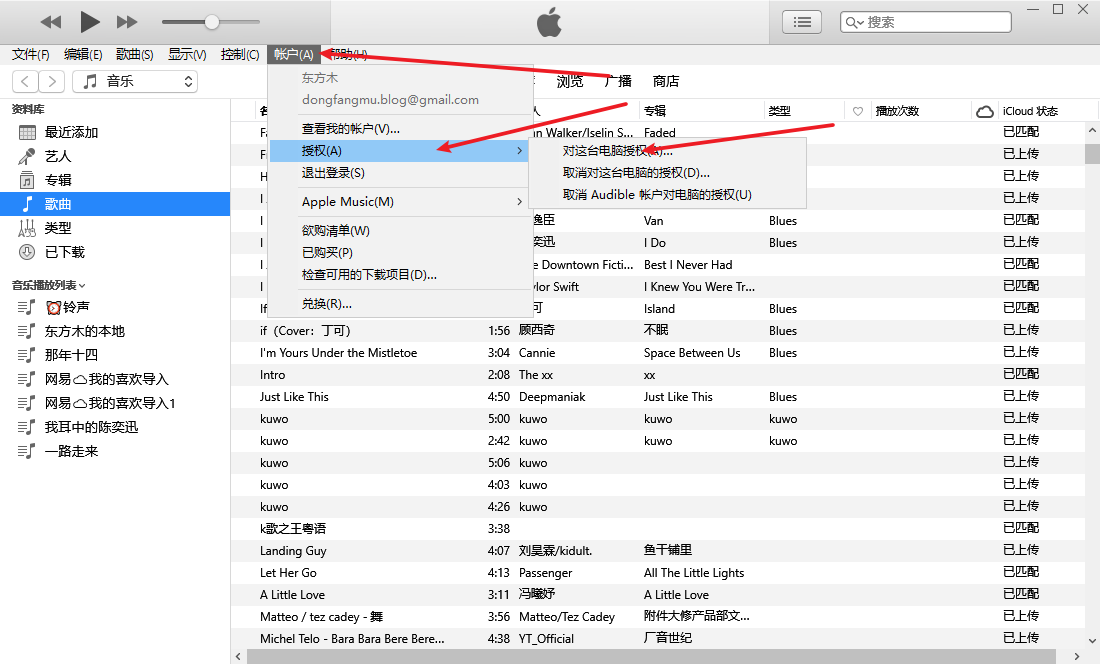 搜索
文件(F) 编辑(E) 歌曲(S) 显示(V) 控制(C) 帐户(A) 帮助(H)
音乐 浏览 广播 商店
资料库
最近添加
艺人
专辑
歌曲
类型
已下载
音乐播放列表
铃声
东方木的本地
那年十四
网易我的喜欢导入
网易我的喜欢导入1
我耳中的陈奕迅
一路走来
东方木
dongfangmu.blog@gmail.com
查看我的帐户(V)...
授权(A)
退出登录(S)
Apple Music(M)
欲购清单(W)
已购买(P)
检查可用的下载项目(D)...
兑换(R)...
对这台电脑授权(A)...
取消对这台电脑的授权(D)...
取消 Audible 帐户对电脑的授权(U)
人 专辑 类型 播放次数 iCloud 状态
Fa an Walker/Iselin S... Faded 已匹配
Fa 已匹配
H 已上传
I 已上传
I 逸臣 Van Blues 已匹配
I 奕迅 I Do Blues 已匹配
I e Downtown Fictin... Best I Never Had 已匹配
I ylor Swift I Knew You Were Tr... 已匹配
If 可 Island Blues 已上传
if（Cover：丁可） 1:56 顾西奇 不眠 Blues 已上传
I'm Yours Under the Mistletoe 3:04 Cannie Space Between Us Blues 已上传
Intro 2:08 The xx xx 已匹配
Just Like This 4:50 Deepmaniak Just Like This Blues 已上传
kuwo 5:00 kuwo kuwo kuwo 已上传
kuwo 2:42 kuwo kuwo kuwo 已上传
kuwo 5:06 kuwo 已上传
kuwo 4:03 kuwo 已上传
kuwo 4:26 kuwo 已上传
k歌之王粤语 3:38 已匹配
Landing Guy 4:07 刘昊霖/kidult. 鱼干铺里 已上传
Let Her Go 4:13 Passenger All The Little Lights 已匹配
A Little Love 3:11 冯曦妤 A Little Love 已匹配
Matteo / tez cadey - 舞 3:56 Matteo/Tez Cadey 附件大修产品部文... 已上传
Michel Telo - Bara Bara Bere Bere... 4:38 YT_Official 厂音世纪 已上传